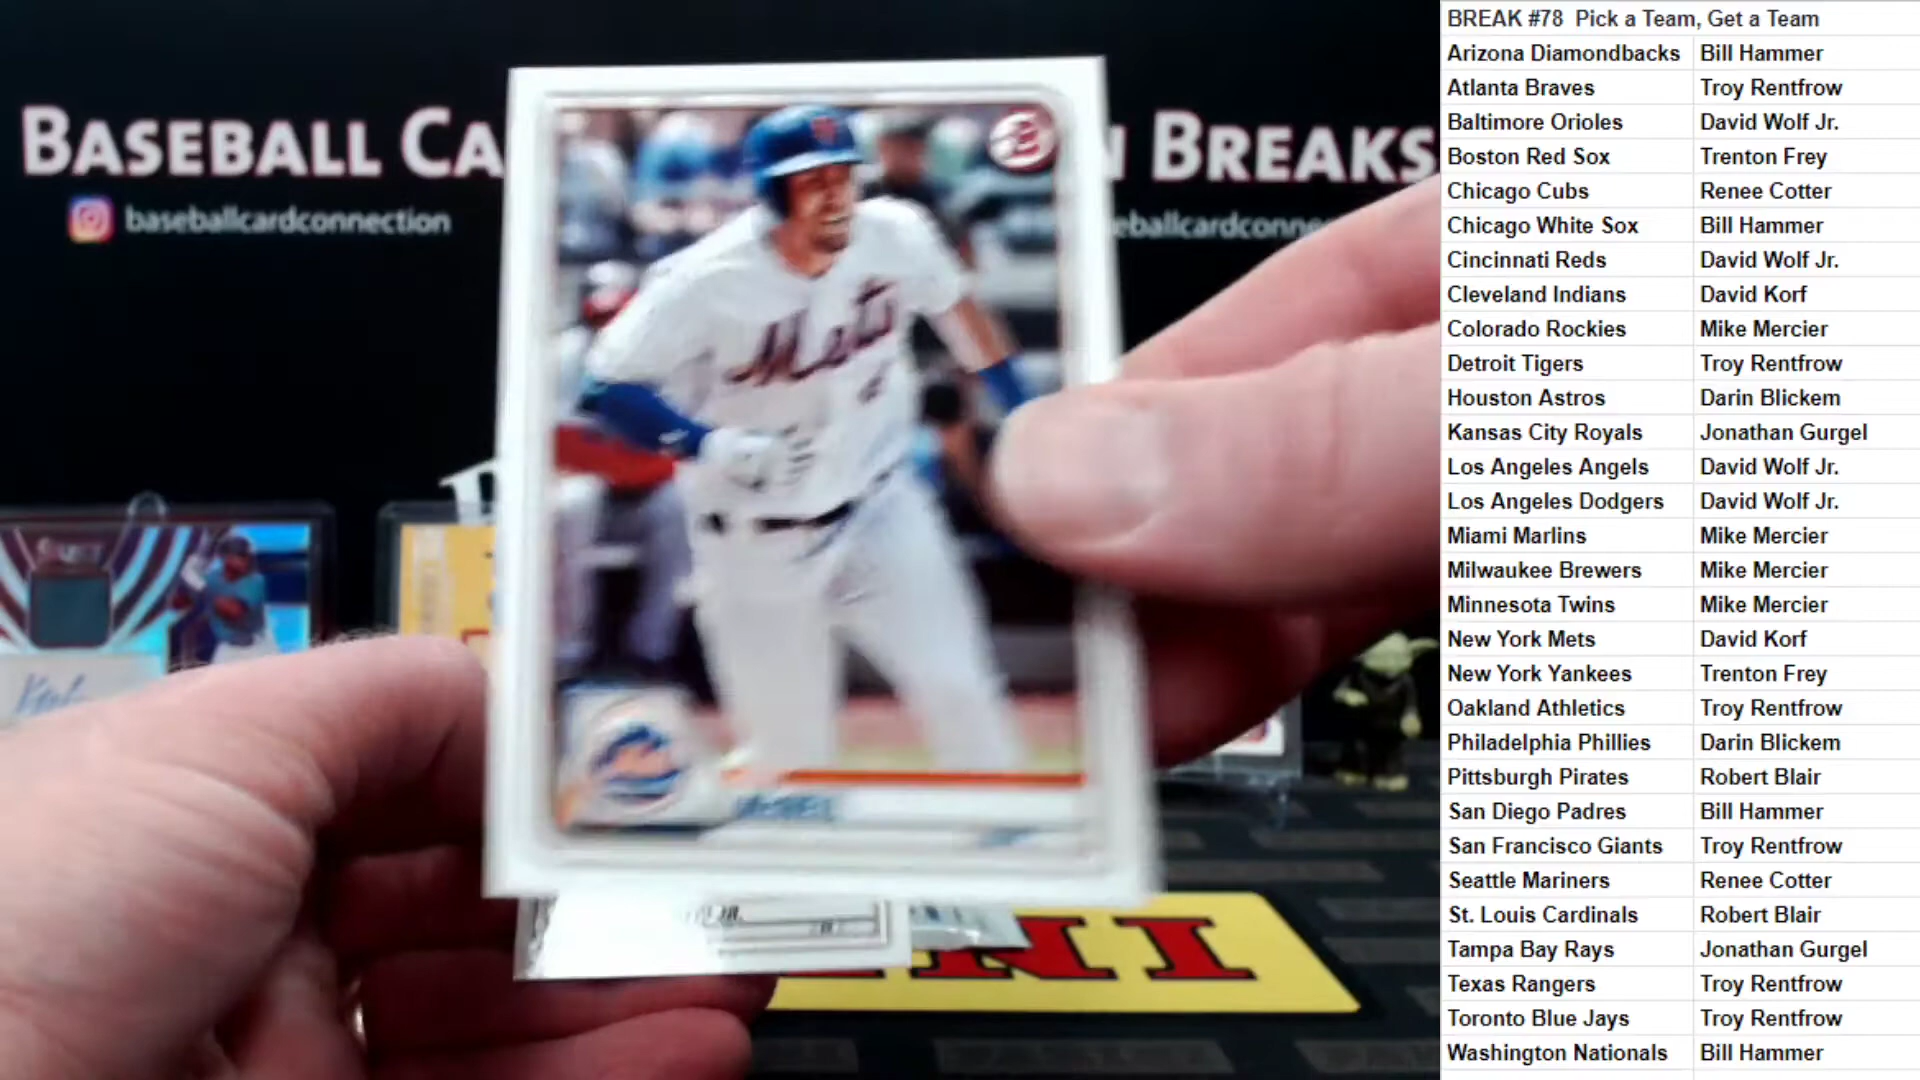 BASEBALL CA
N BREAKS
baseballcardconnection
eballcardconne
Mets
McNEIL
NI
BREAK #78 Pick a Team, Get a Team
Arizona Diamondbacks Bill Hammer
Atlanta Braves Troy Rentfrow
Baltimore Orioles David Wolf Jr.
Boston Red Sox Trenton Frey
Chicago Cubs Renee Cotter
Chicago White Sox Bill Hammer
Cincinnati Reds David Wolf Jr.
Cleveland Indians David Korf
Colorado Rockies Mike Mercier
Detroit Tigers Troy Rentfrow
Houston Astros Darin Blickem
Kansas City Royals Jonathan Gurgel
Los Angeles Angels David Wolf Jr.
Los Angeles Dodgers David Wolf Jr.
Miami Marlins Mike Mercier
Milwaukee Brewers Mike Mercier
Minnesota Twins Mike Mercier
New York Mets David Korf
New York Yankees Trenton Frey
Oakland Athletics Troy Rentfrow
Philadelphia Phillies Darin Blickem
Pittsburgh Pirates Robert Blair
San Diego Padres Bill Hammer
San Francisco Giants Troy Rentfrow
Seattle Mariners Renee Cotter
St. Louis Cardinals Robert Blair
Tampa Bay Rays Jonathan Gurgel
Texas Rangers Troy Rentfrow
Toronto Blue Jays Troy Rentfrow
Washington Nationals Bill Hammer